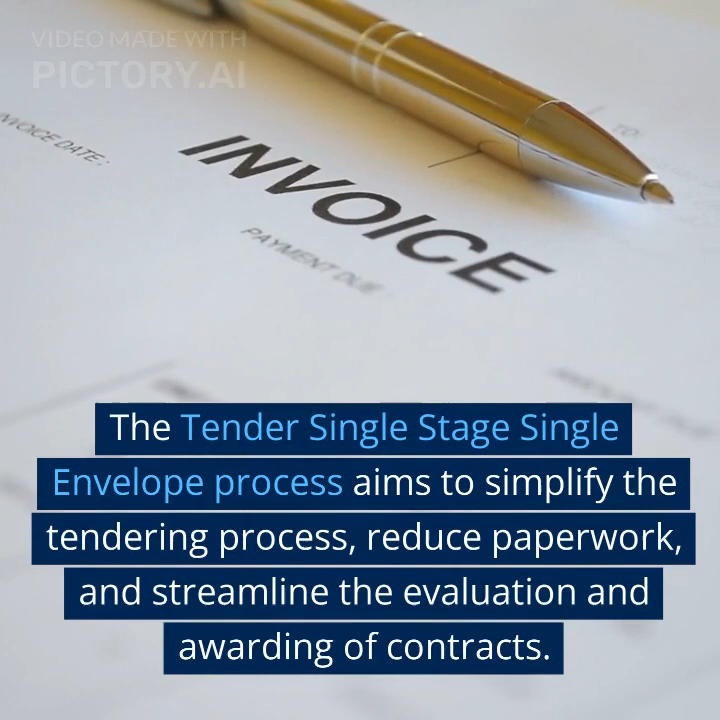 VIDEO MADE WITH
PICTORY.AI
INVOICE DATE:
TO:
INVOICE
PAYMENT DUE
The Tender Single Stage Single
Envelope process aims to simplify the
tendering process, reduce paperwork,
and streamline the evaluation and
awarding of contracts.